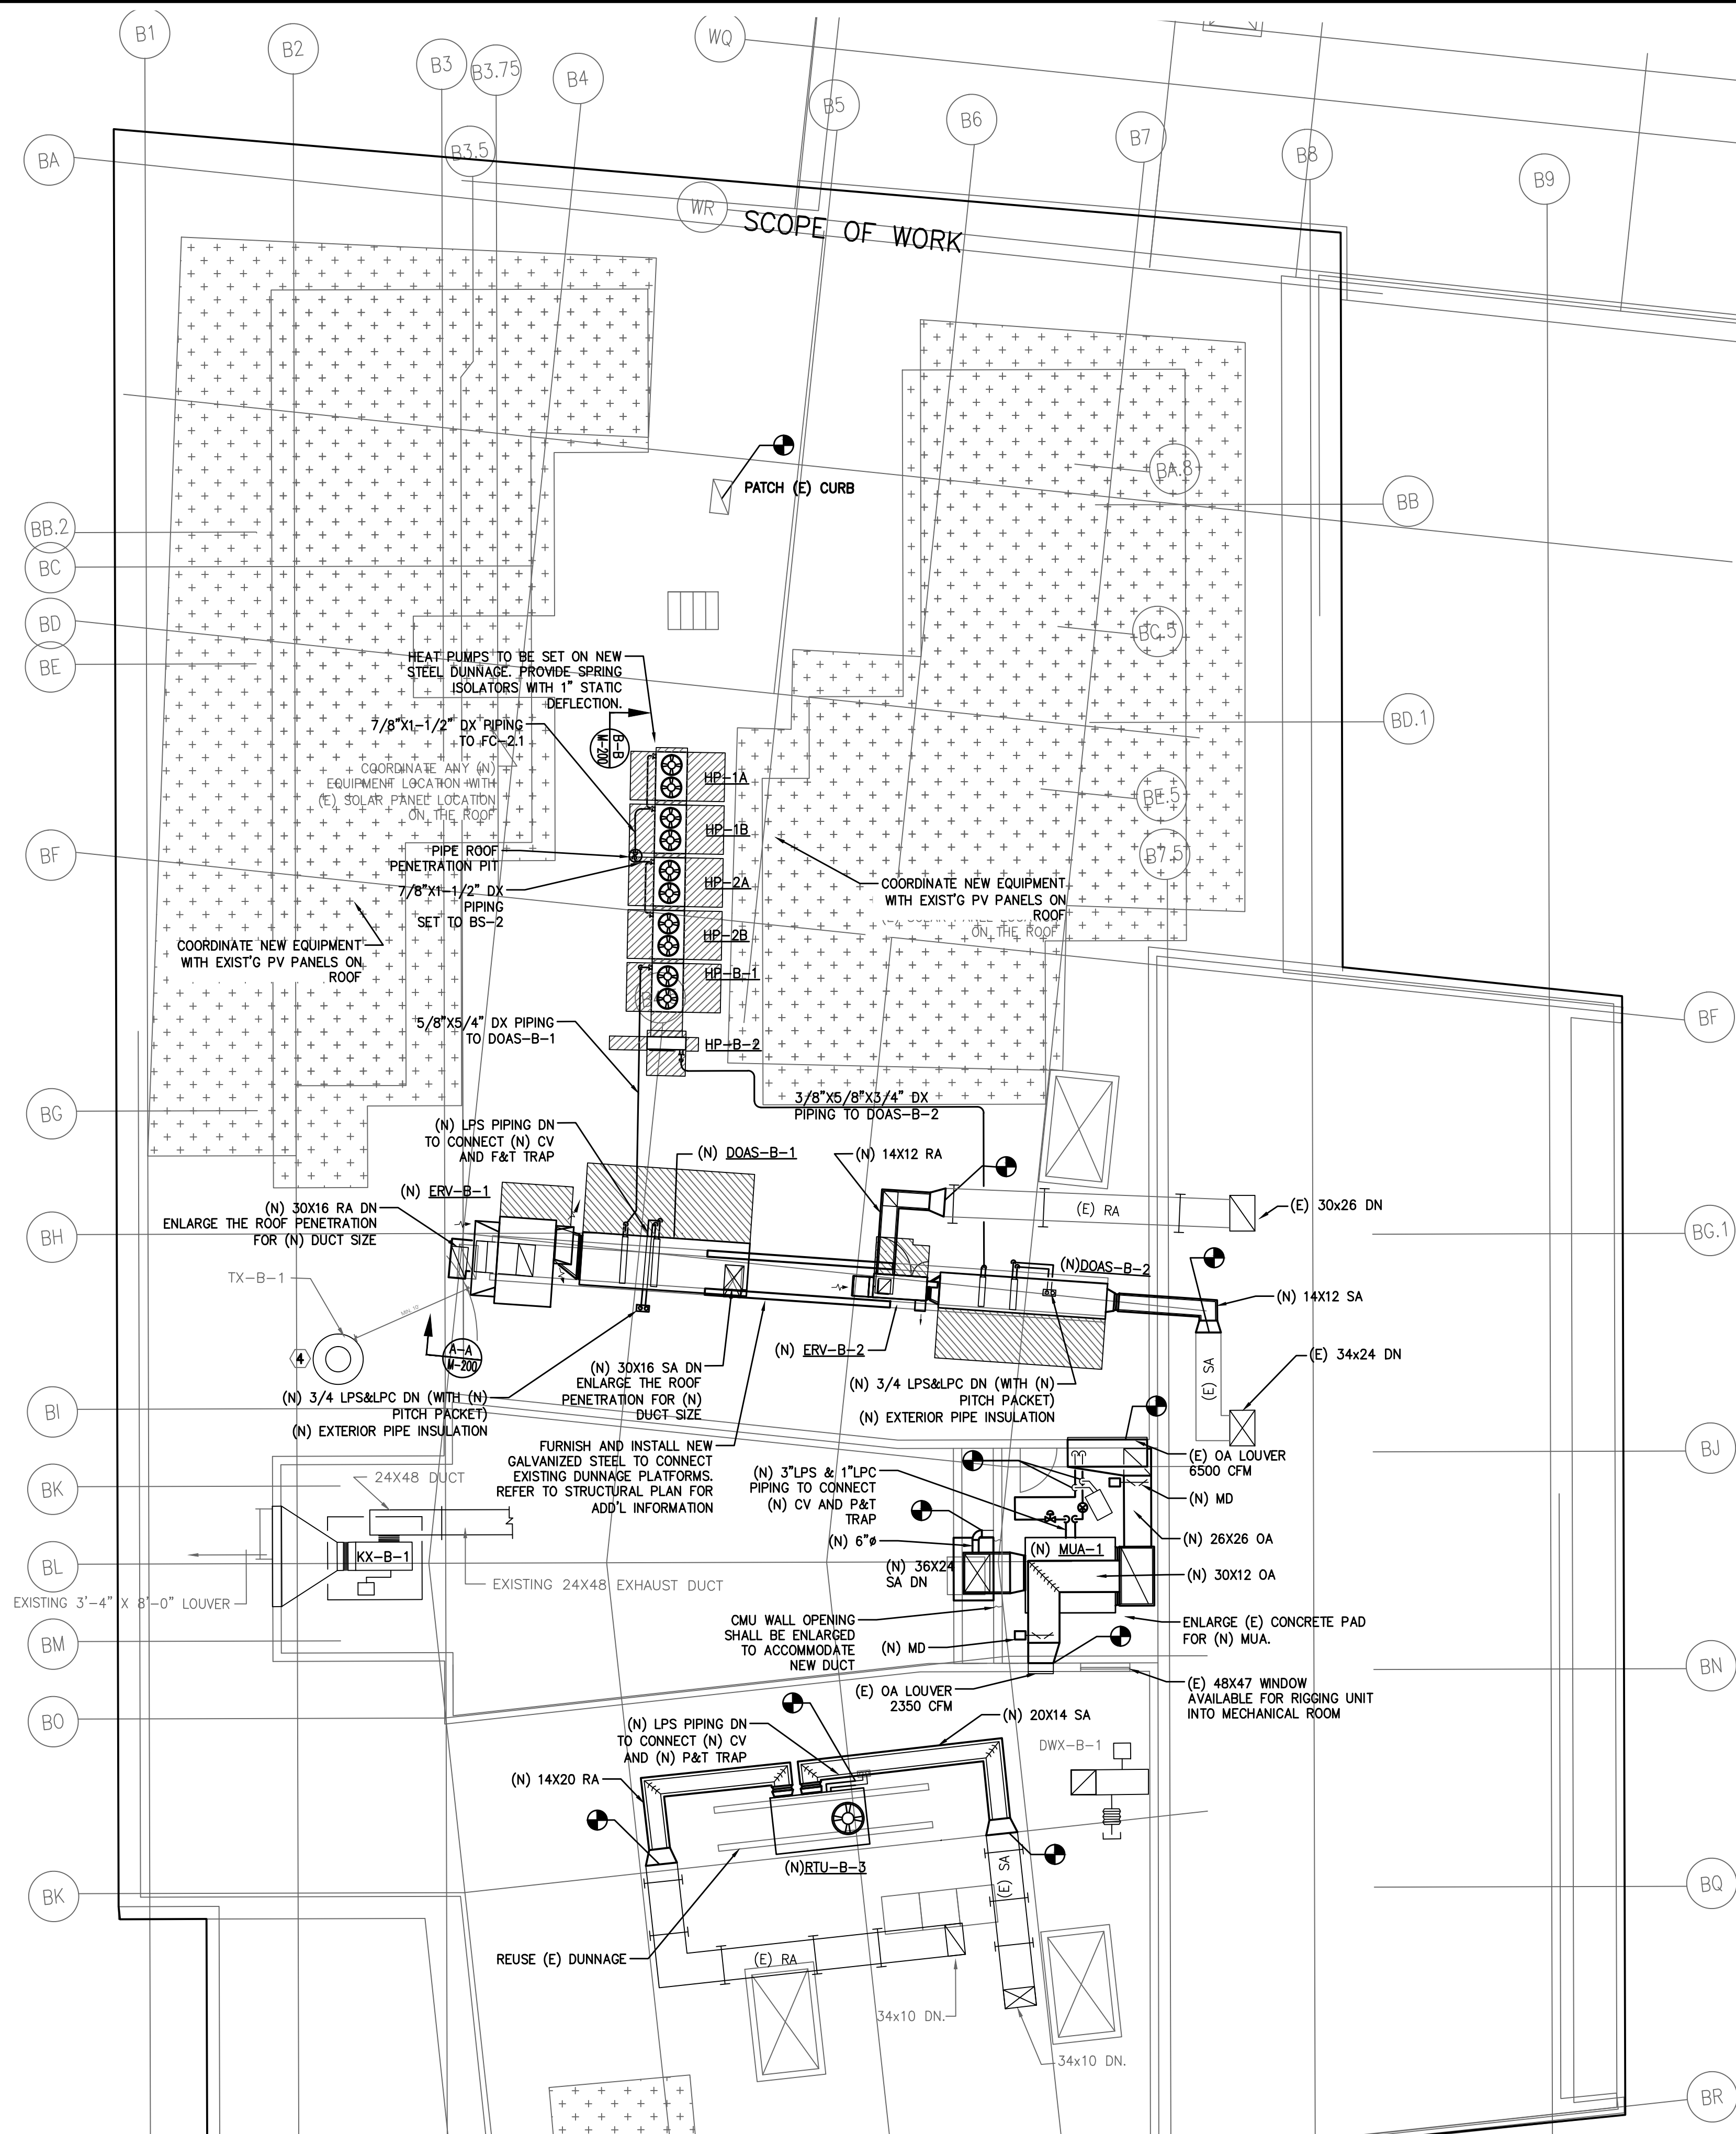 B1
B2
B3
B3.75
B4
WQ
B5
B6
B7
B8
B9
BA
B3.5
WR
SCOPE OF WORK
BA.8
BB
PATCH (E) CURB
BB.2
BC
BD
BE
BC.5
BD.1
HEAT PUMPS TO BE SET ON NEW
STEEL DUNNAGE. PROVIDE SPRING
ISOLATORS WITH 1" STATIC
DEFLECTION.
7/8"X1-1/2" DX PIPING
TO FC-2.1
B-B
M-200
COORDINATE ANY (N)
EQUIPMENT LOCATION WITH
(E) SOLAR PANEL LOCATION
ON THE ROOF
HP-1A
HP-1B
HP-2A
HP-2B
HP-B-1
HP-B-2
BE.5
B7.5
BF
PIPE ROOF
PENETRATION PIT
7/8"X1-1/2" DX
PIPING
SET TO BS-2
COORDINATE NEW EQUIPMENT
WITH EXIST'G PV PANELS ON
ROOF
ON THE ROOF
COORDINATE NEW EQUIPMENT
WITH EXIST'G PV PANELS ON
ROOF
BF
5/8"X5/4" DX PIPING
TO DOAS-B-1
3/8"X5/8"X3/4" DX
PIPING TO DOAS-B-2
BG
(N) LPS PIPING DN
TO CONNECT (N) CV
AND F&T TRAP
(N) DOAS-B-1
(N) 14X12 RA
(N) ERV-B-1
(N) 30X16 RA DN
ENLARGE THE ROOF PENETRATION
FOR (N) DUCT SIZE
(E) RA
(E) 30x26 DN
BH
BG.1
TX-B-1
(N)DOAS-B-2
(N) 14X12 SA
4
A-A
M-200
(N) ERV-B-2
(E) SA
(E) 34x24 DN
(N) 30X16 SA DN
ENLARGE THE ROOF
PENETRATION FOR (N)
DUCT SIZE
(N) 3/4 LPS&LPC DN (WITH (N)
PITCH PACKET)
(N) EXTERIOR PIPE INSULATION
(N) 3/4 LPS&LPC DN (WITH (N)
PITCH PACKET)
(N) EXTERIOR PIPE INSULATION
BI
BJ
FURNISH AND INSTALL NEW
GALVANIZED STEEL TO CONNECT
EXISTING DUNNAGE PLATFORMS.
REFER TO STRUCTURAL PLAN FOR
ADD'L INFORMATION
(E) OA LOUVER
6500 CFM
24X48 DUCT
(N) 3"LPS & 1"LPC
PIPING TO CONNECT
(N) CV AND P&T
TRAP
BK
(N) MD
(N) 6"ø
(N) 26X26 OA
KX-B-1
(N) MUA-1
BL
(N) 36X24
SA DN
(N) 30X12 OA
EXISTING 24X48 EXHAUST DUCT
EXISTING 3'-4" X 8'-0" LOUVER
CMU WALL OPENING
SHALL BE ENLARGED
TO ACCOMMODATE
NEW DUCT
(N) MD
ENLARGE (E) CONCRETE PAD
FOR (N) MUA.
BM
BN
(E) OA LOUVER
2350 CFM
(E) 48X47 WINDOW
AVAILABLE FOR RIGGING UNIT
INTO MECHANICAL ROOM
BO
(N) LPS PIPING DN
TO CONNECT (N) CV
AND (N) P&T TRAP
(N) 20X14 SA
DWX-B-1
(N) 14X20 RA
(N)RTU-B-3
(E) SA
BK
BQ
REUSE (E) DUNNAGE
(E) RA
34x10 DN.
34x10 DN.
BR